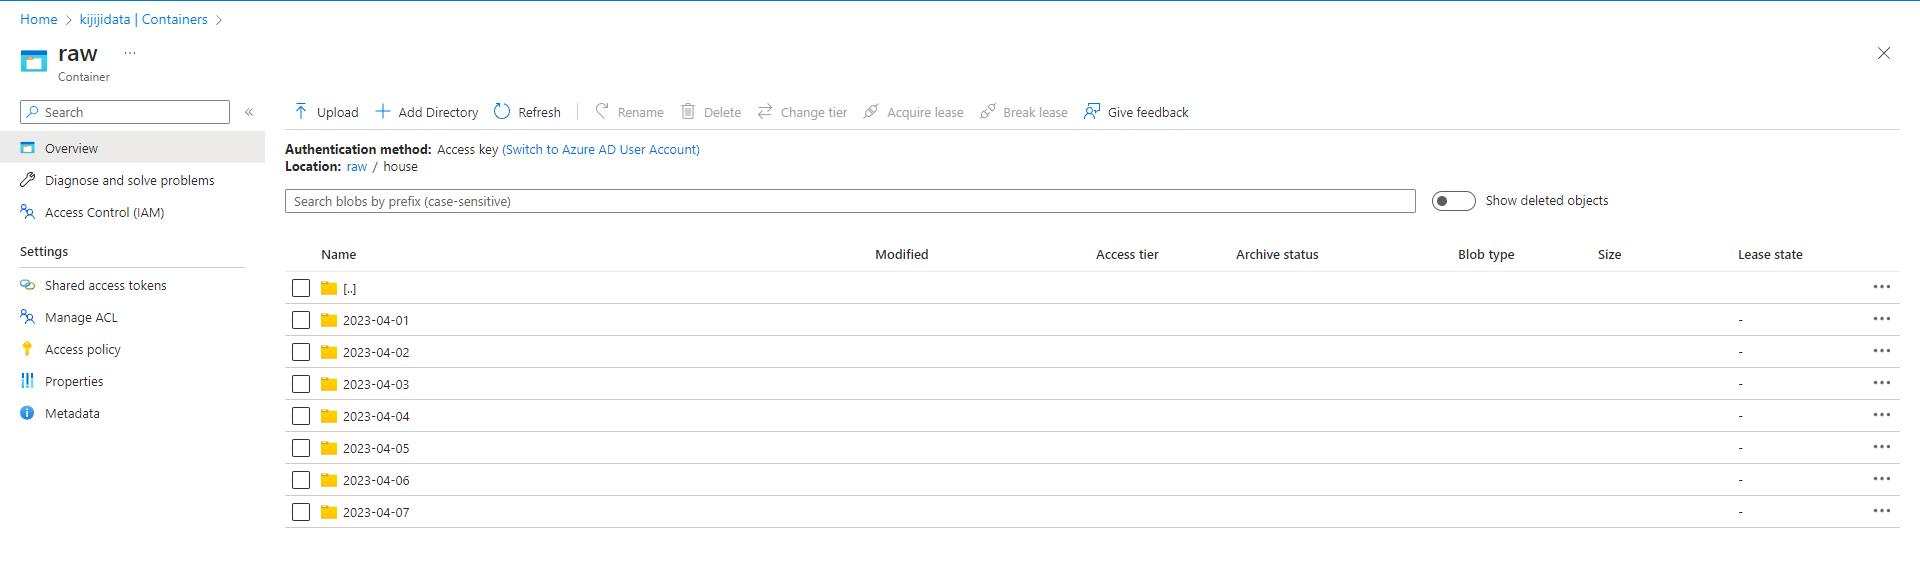 Home > kijijidata | Containers >
raw ...
Container
Search «
Upload Add Directory Refresh Rename Delete Change tier Acquire lease Break lease Give feedback
Overview
Diagnose and solve problems
Access Control (IAM)
Settings
Shared access tokens
Manage ACL
Access policy
Properties
Metadata
Authentication method: Access key (Switch to Azure AD User Account)
Location: raw / house
Search blobs by prefix (case-sensitive) Show deleted objects
Name Modified Access tier Archive status Blob type Size Lease state
[..] ...
2023-04-01 - ...
2023-04-02 - ...
2023-04-03 - ...
2023-04-04 - ...
2023-04-05 - ...
2023-04-06 - ...
2023-04-07 - ...